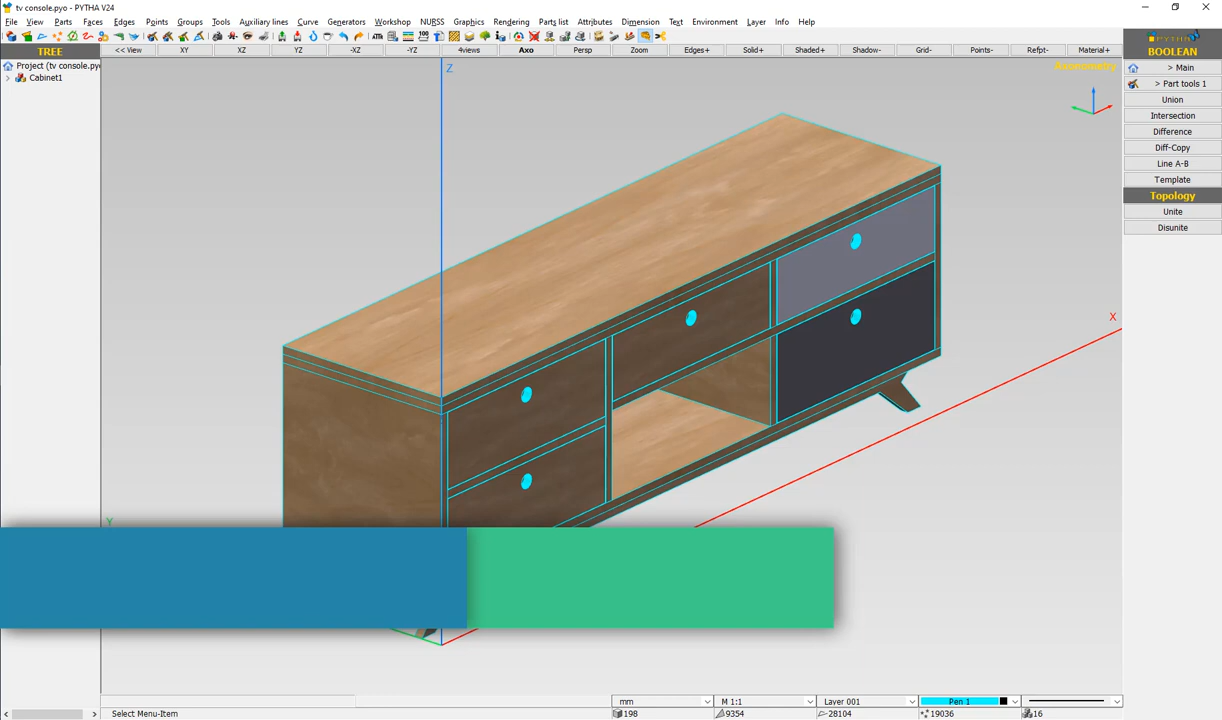 tv console.pyo - PYTHA V24
File View Parts Faces Edges Points Groups Tools Auxiliary lines Curve Generators Workshop NURBS Graphics Rendering Parts list Attributes Dimension Text Environment Layer Info Help
TREE
Project (tv console.pyo
Cabinet1
<< View XY XZ YZ -XZ -YZ 4views Axo Persp Zoom Edges+ Solid+ Shaded+ Shadow- Grid- Points- Refpt- Material+
Axonometry
Z
X
Y
PYTHA
BOOLEAN
> Main
> Part tools 1
Union
Intersection
Difference
Diff-Copy
Line A-B
Template
Topology
Unite
Disunite
mm M 1:1 Layer 001 Pen 1
Select Menu-Item 198 9354 28104 19036 16